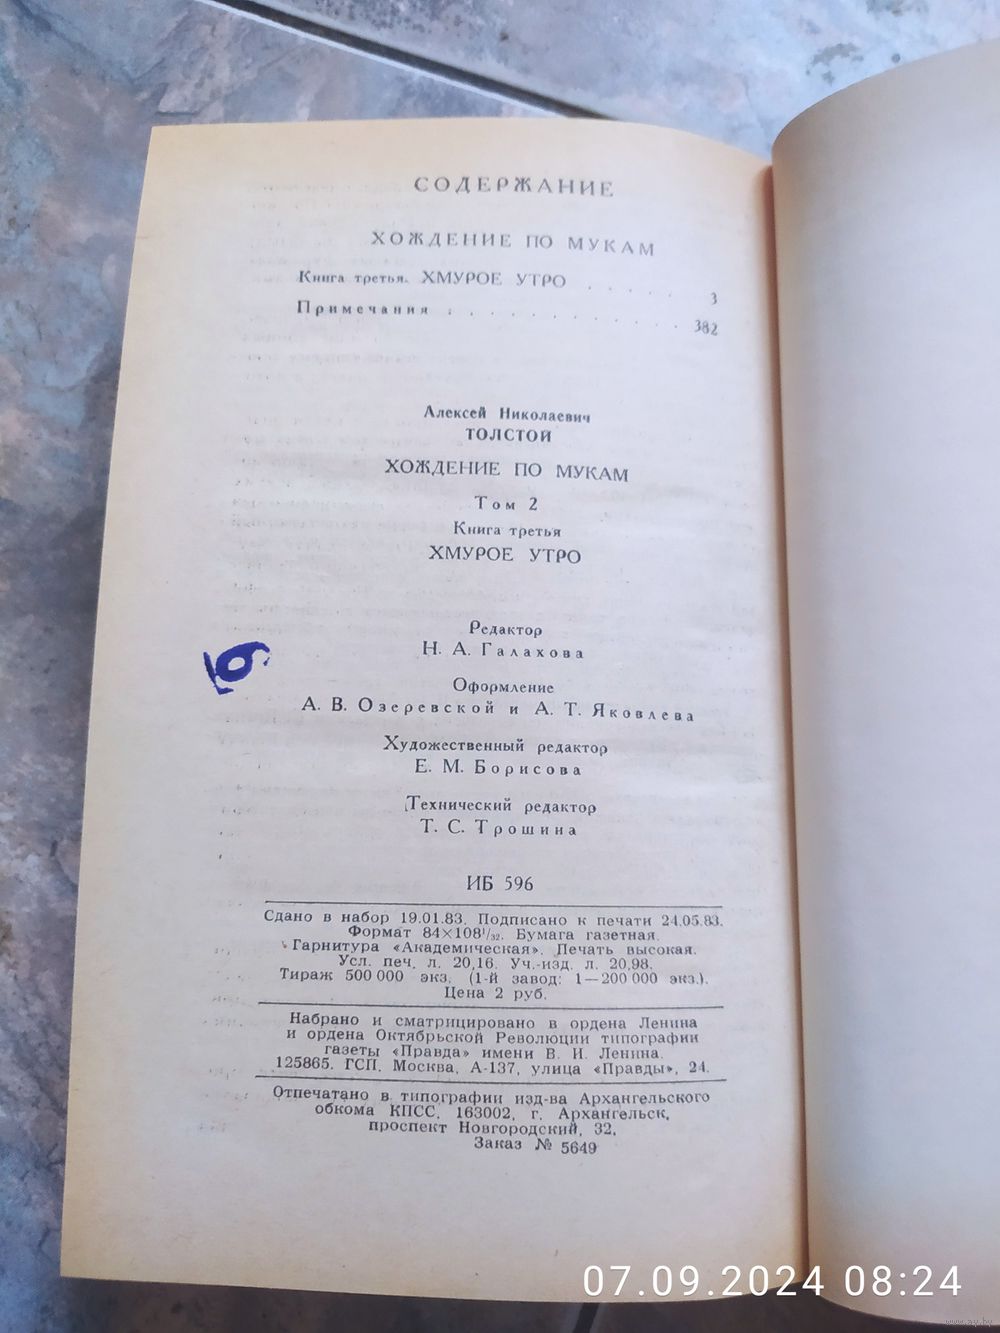 СОДЕРЖАНИЕ
ХОЖДЕНИЕ ПО МУКАМ
Книга третья. ХМУРОЕ УТРО . . . . . 3
Примечания . . . . . . . . . . . . 382
Алексей Николаевич
ТОЛСТОЙ
ХОЖДЕНИЕ ПО МУКАМ
Том 2
Книга третья
ХМУРОЕ УТРО
Редактор
Н. А. Галахова
Оформление
А. В. Озеревской и А. Т. Яковлева
Художественный редактор
Е. М. Борисова
Технический редактор
Т. С. Трошина
ИБ 596
Сдано в набор 19.01.83. Подписано к печати 24.05.83.
Формат 84×108¹/₃₂. Бумага газетная.
Гарнитура «Академическая». Печать высокая.
Усл. печ. л. 20,16. Уч.-изд. л. 20,98.
Тираж 500 000 экз. (1-й завод: 1—200 000 экз.).
Цена 2 руб.
Набрано и сматрицировано в ордена Ленина
и ордена Октябрьской Революции типографии
газеты «Правда» имени В. И. Ленина.
125865. ГСП, Москва, А-137, улица «Правды», 24.
Отпечатано в типографии изд-ва Архангельского
обкома КПСС, 163002, г. Архангельск,
проспект Новгородский, 32.
Заказ № 5649
07.09.2024 08:24
www.ay.by